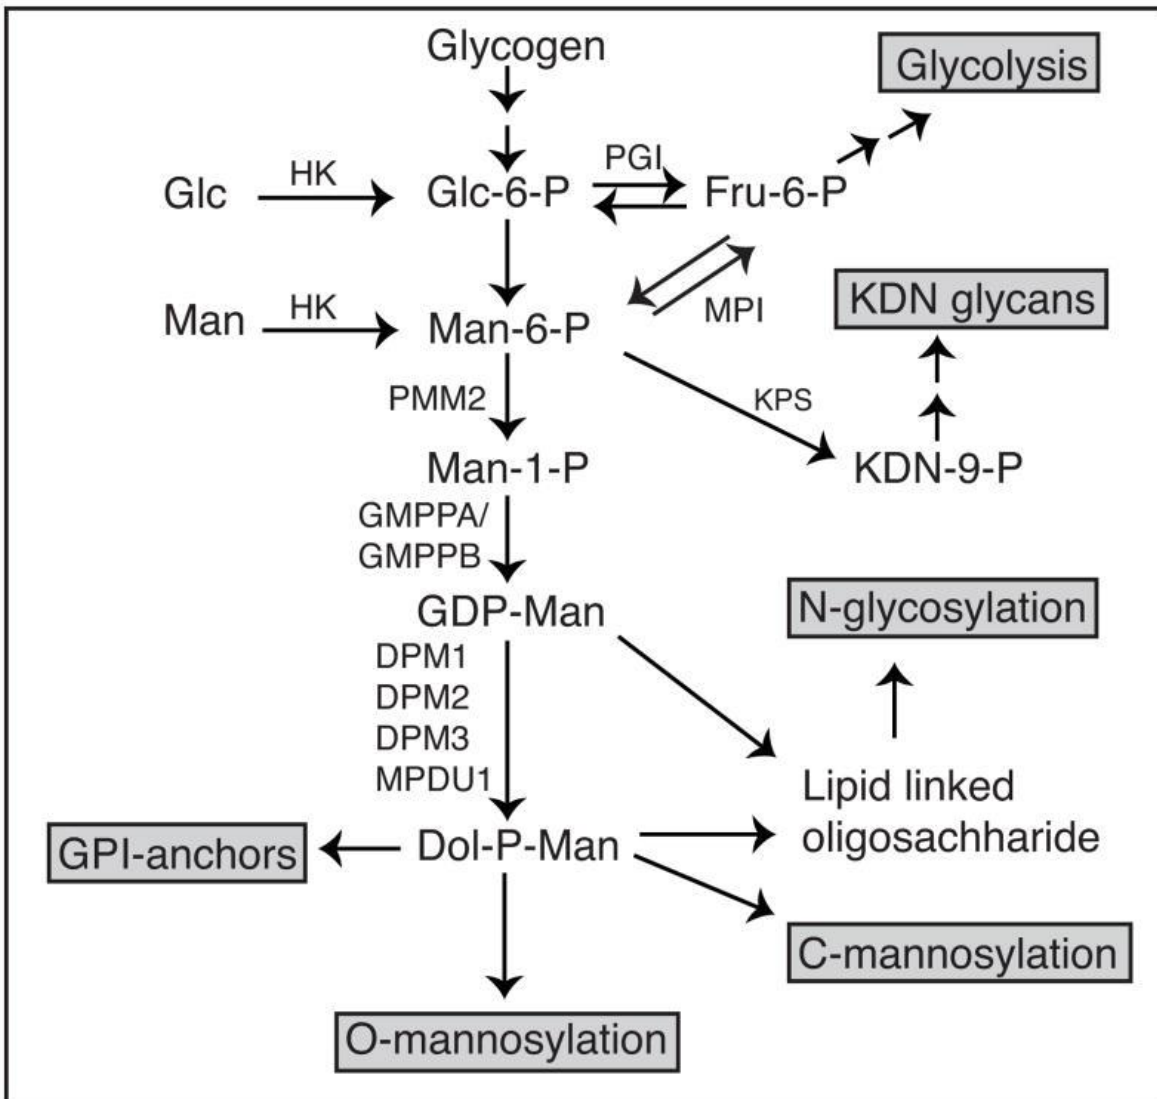 Glycogen
Glycolysis
HK
PGI
Glc
Glc-6-P
Fru-6-P
HK
MPI
KDN glycans
Man
Man-6-P
PMM2
KPS
Man-1-P
KDN-9-P
GMPPA/
GMPPB
GDP-Man
N-glycosylation
DPM1
DPM2
DPM3
MPDU1
Lipid linked
oligosachharide
GPI-anchors
Dol-P-Man
C-mannosylation
O-mannosylation